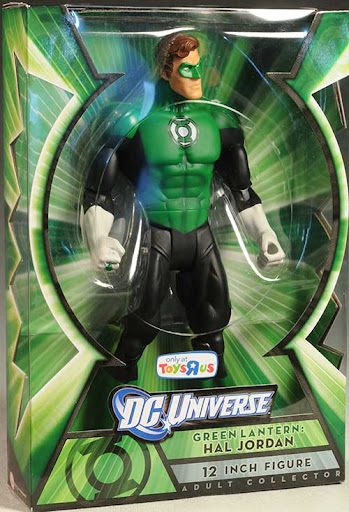 only at
TOYSRUS
DC UNIVERSE
GREEN LANTERN:
HAL JORDAN
12 INCH FIGURE
ADULT COLLECTOR